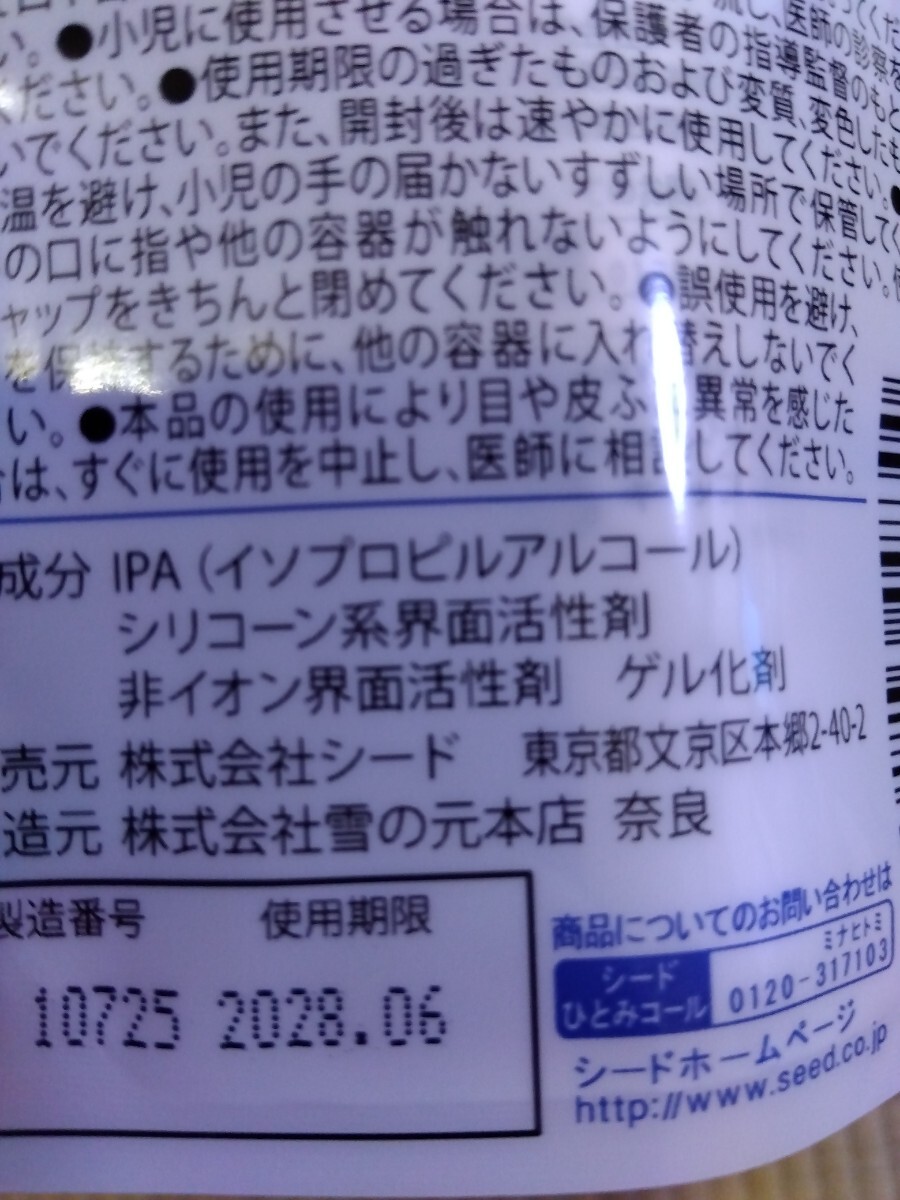 い。●小児に使用させる場合は、保護者の指導監督のもと
ください。●使用期限の過ぎたものおよび変質、変色したも
いでください。また、開封後は速やかに使用してください。●
温を避け、小児の手の届かないすずしい場所で保管してく
の口に指や他の容器が触れないようにしてください。
ャップをきちんと閉めてください。●誤使用を避け、
を保持するために、他の容器に入れ替えしないでく
い。●本品の使用により目や皮ふに異常を感じた
は、すぐに使用を中止し、医師に相談してください。
成分 IPA（イソプロピルアルコール）
シリコーン系界面活性剤
非イオン界面活性剤 ゲル化剤
売元 株式会社シード 東京都文京区本郷2-40-2
造元 株式会社雪の元本店 奈良
製造番号 使用期限
10725 2028.06
商品についてのお問い合わせは
シード
ひとみコール
ミナヒトミ
0120-317103
シードホームページ
http://www.seed.co.jp